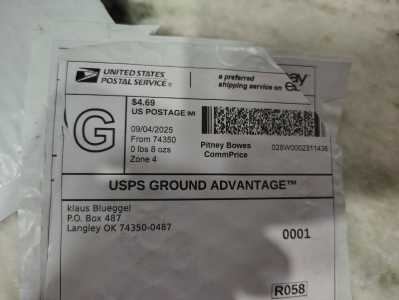 UNITED STATES
POSTAL SERVICE®
a preferred
shipping service on
ay
$4.69
US POSTAGE IMI
09/04/2025
From 74350
0 lbs 8 ozs
Zone 4
G
Pitney Bowes
CommPrice
028W0002311436
USPS GROUND ADVANTAGE™
klaus Blueggel
P.O. Box 487
Langley OK 74350-0487
0001
R058